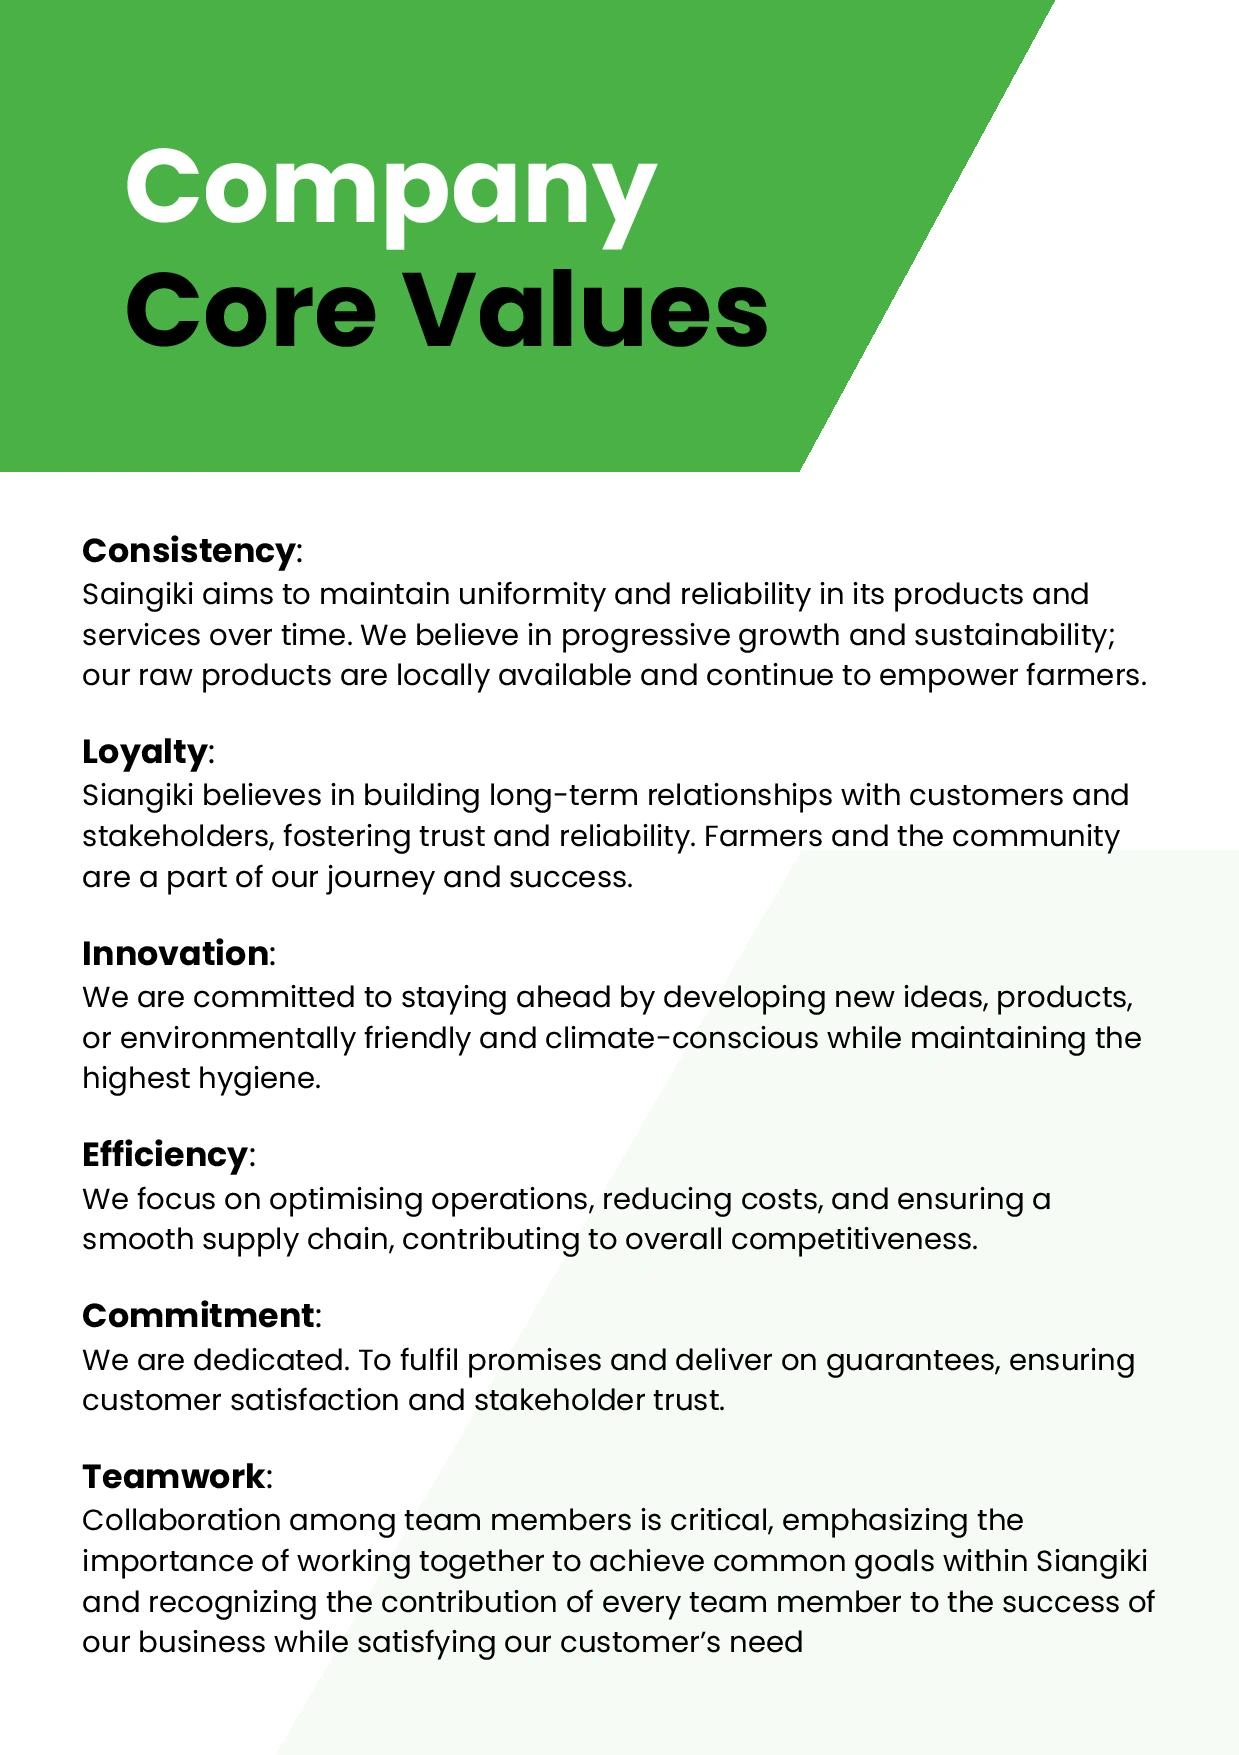 Company
Core Values
Consistency:
Saingiki aims to maintain uniformity and reliability in its products and
services over time. We believe in progressive growth and sustainability;
our raw products are locally available and continue to empower farmers.
Loyalty:
Siangiki believes in building long-term relationships with customers and
stakeholders, fostering trust and reliability. Farmers and the community
are a part of our journey and success.
Innovation:
We are committed to staying ahead by developing new ideas, products,
or environmentally friendly and climate-conscious while maintaining the
highest hygiene.
Efficiency:
We focus on optimising operations, reducing costs, and ensuring a
smooth supply chain, contributing to overall competitiveness.
Commitment:
We are dedicated. To fulfil promises and deliver on guarantees, ensuring
customer satisfaction and stakeholder trust.
Teamwork:
Collaboration among team members is critical, emphasizing the
importance of working together to achieve common goals within Siangiki
and recognizing the contribution of every team member to the success of
our business while satisfying our customer’s need